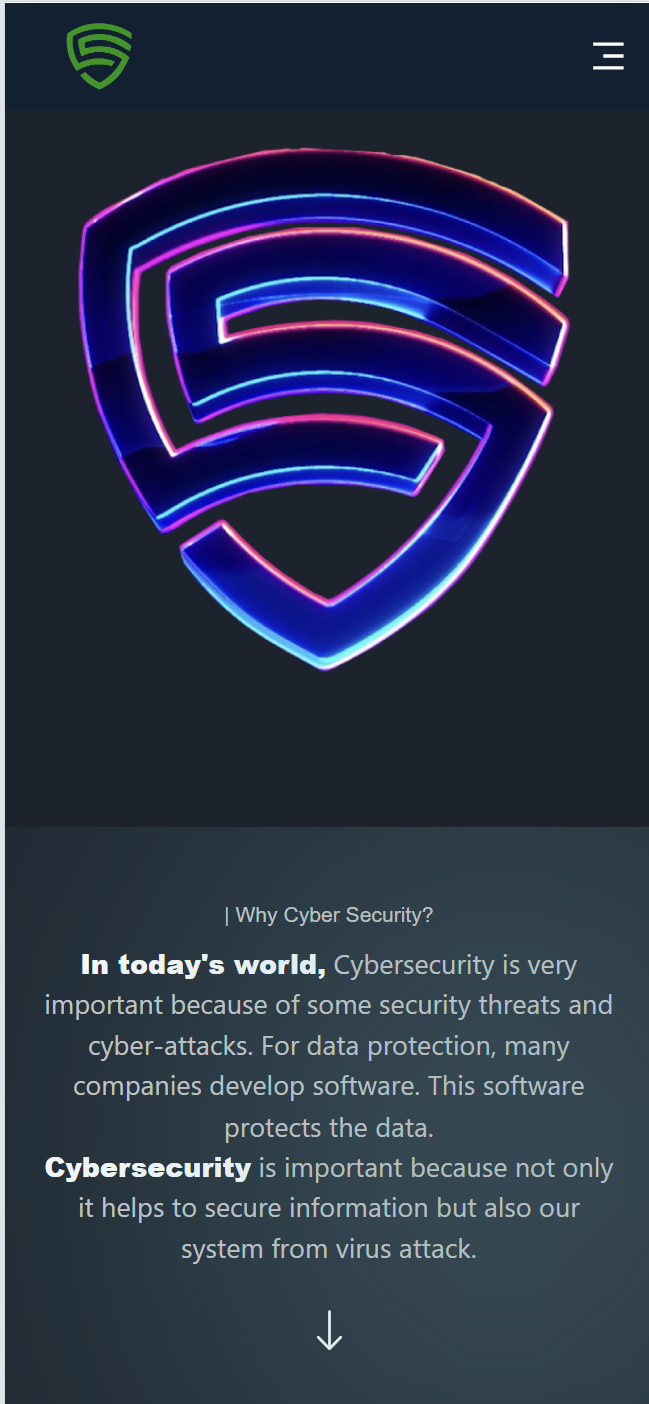 | Why Cyber Security?
In today's world, Cybersecurity is very
important because of some security threats and
cyber-attacks. For data protection, many
companies develop software. This software
protects the data.
Cybersecurity is important because not only
it helps to secure information but also our
system from virus attack.